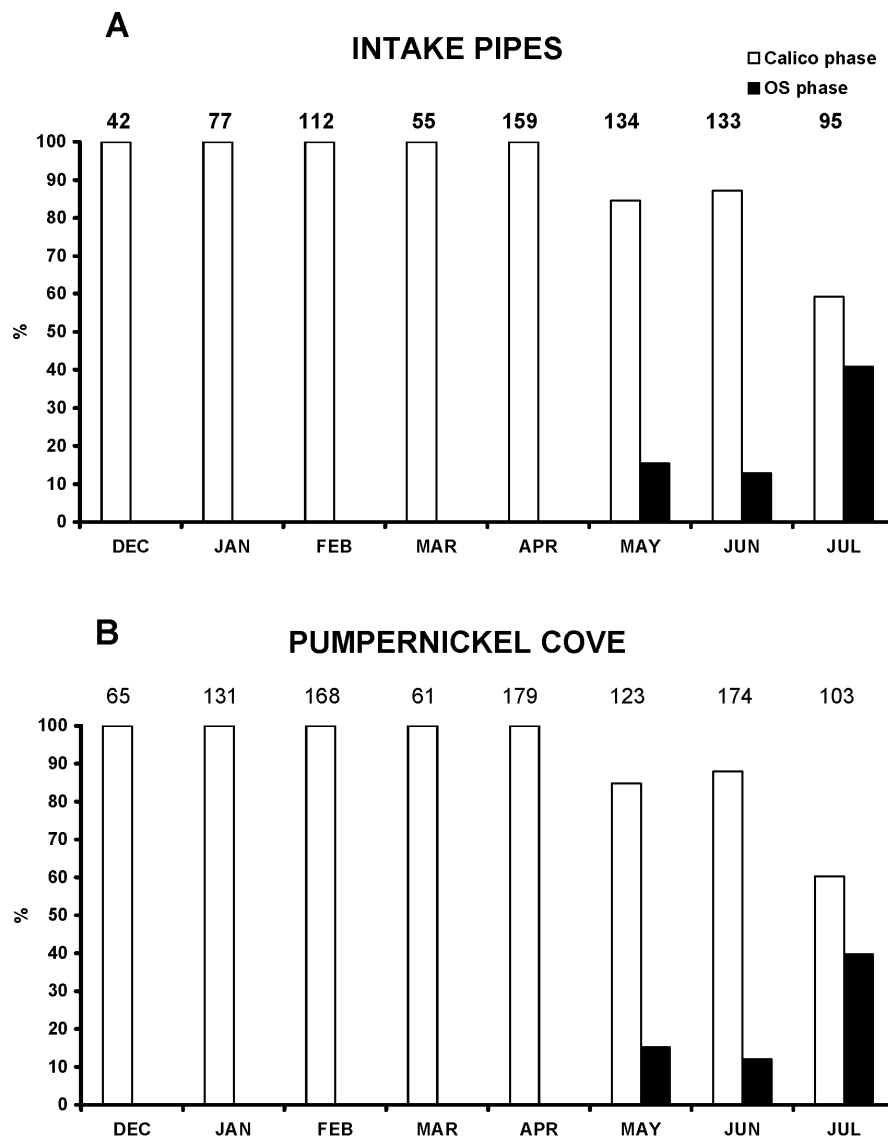 A
INTAKE PIPES
Calico phase
OS phase
42 77 112 55 159 134 133 95
100
90
80
70
60
50
40
30
20
10
0
%
DEC JAN FEB MAR APR MAY JUN JUL
B
PUMPERNICKEL COVE
65 131 168 61 179 123 174 103
100
90
80
70
60
50
40
30
20
10
0
%
DEC JAN FEB MAR APR MAY JUN JUL